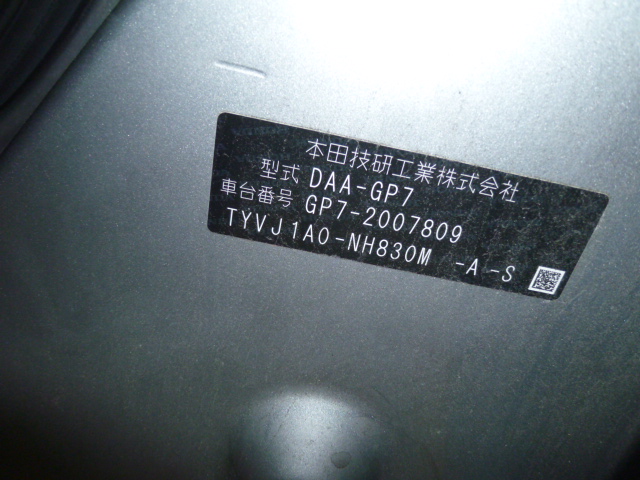 本田技研工業株式会社
型式 DAA-GP7
車台番号 GP7-2007809
TYVJ1A0-NH830M -A-S